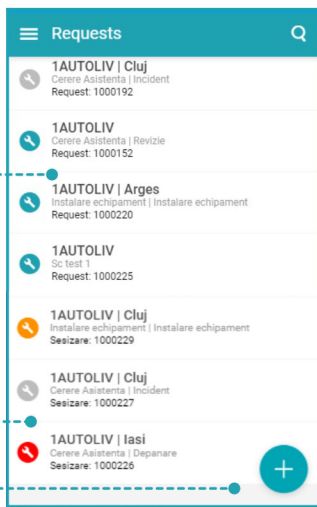 Requests
1AUTOLIV | Cluj
Cerere Asistenta | Incident
Request: 1000192
1AUTOLIV
Cerere Asistenta | Revizie
Request: 1000152
1AUTOLIV | Arges
Instalare echipament | Instalare echipament
Request: 1000220
1AUTOLIV
Sc test 1
Request: 1000225
1AUTOLIV | Cluj
Instalare echipament | Instalare echipament
Sesizare: 1000229
1AUTOLIV | Cluj
Cerere Asistenta | Incident
Sesizare: 1000227
1AUTOLIV | Iasi
Cerere Asistenta | Depanare
Sesizare: 1000226